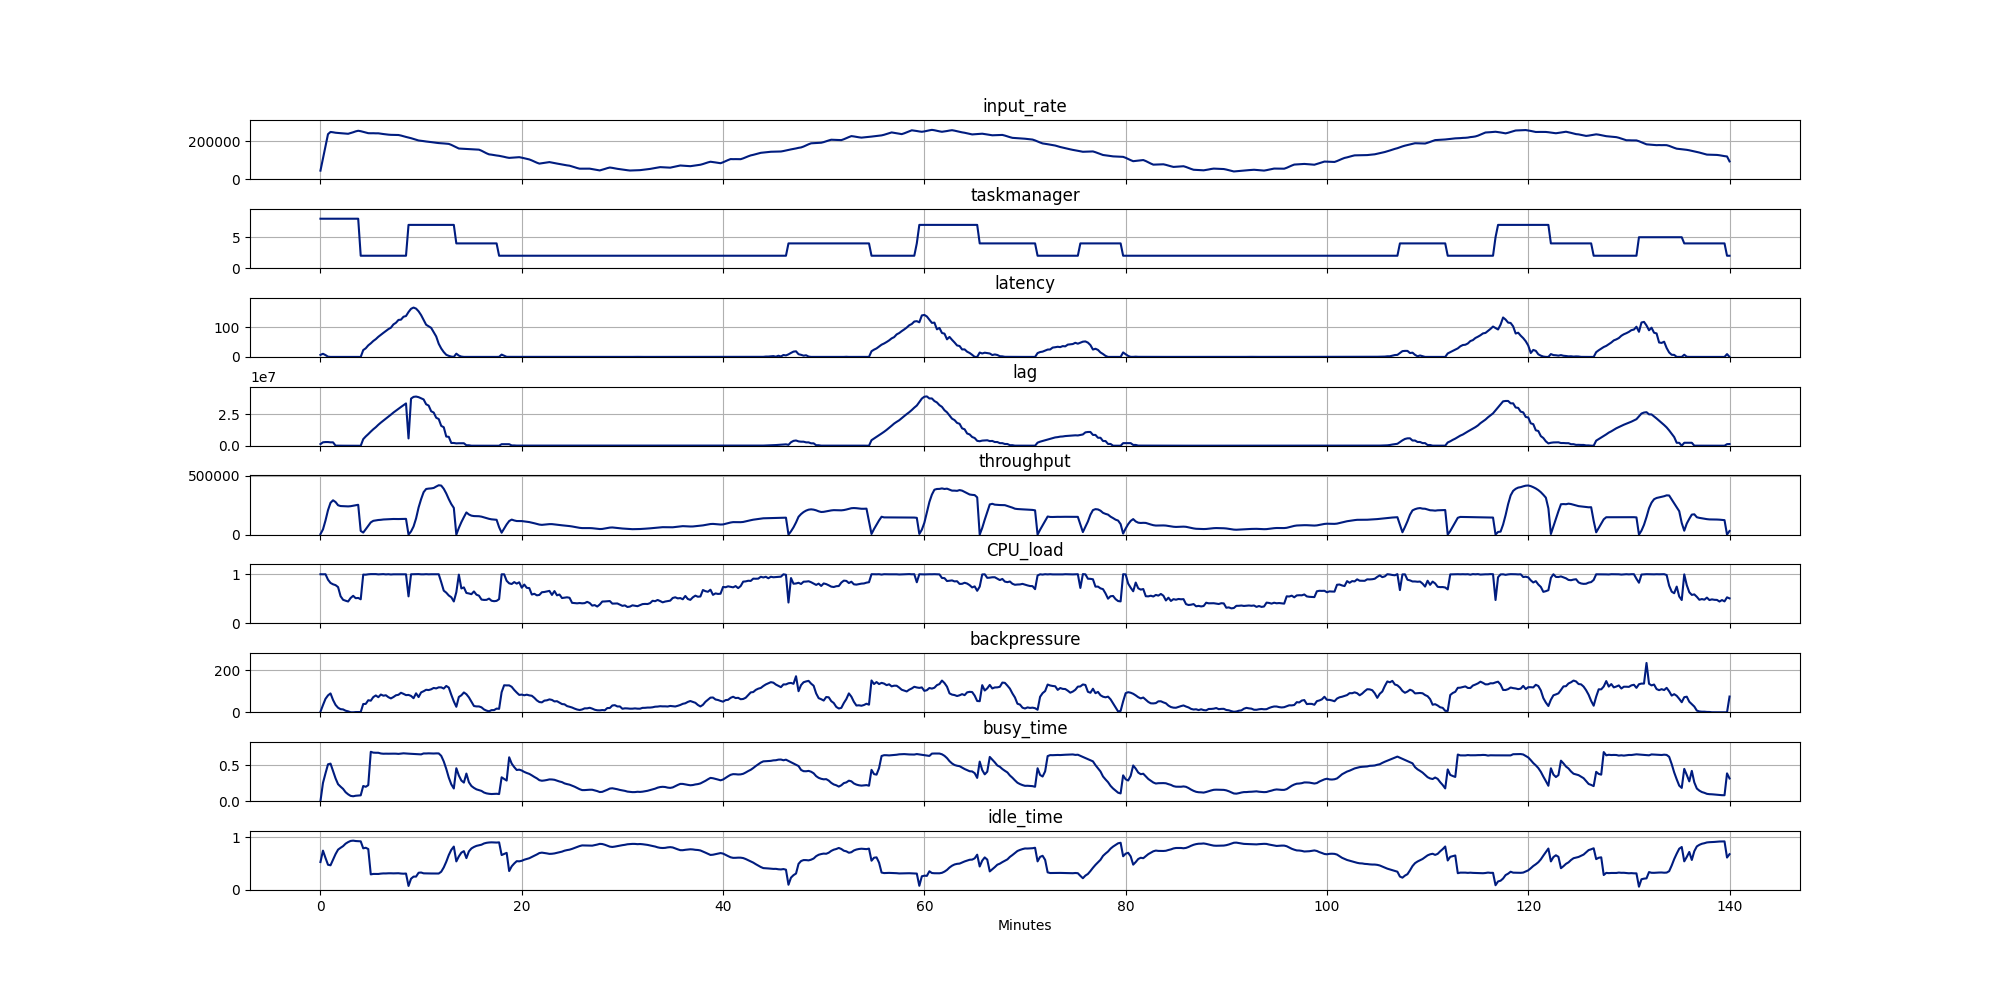 input_rate
200000
0
taskmanager
5
0
latency
100
0
1e7
lag
2.5
0.0
throughput
500000
0
CPU_load
1
0
backpressure
200
0
busy_time
0.5
0.0
idle_time
1
0
0 20 40 60 80 100 120 140
Minutes